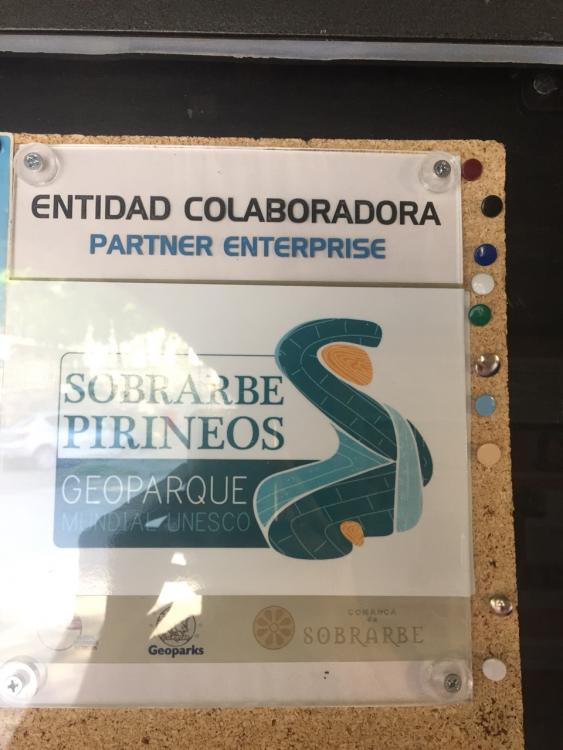 ENTIDAD COLABORADORA
PARTNER ENTERPRISE
SOBRARBE
PIRINEOS
GEOPARQUE
MUNDIAL UNESCO
Geoparks
COMARCA
de
SOBRARBE